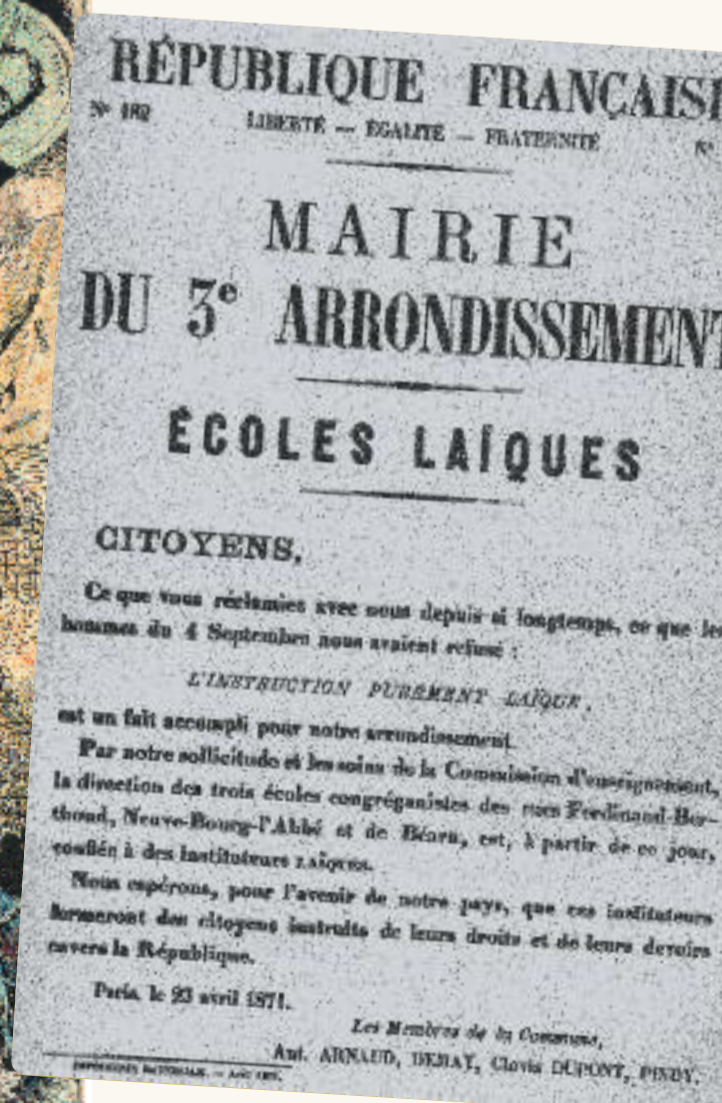 RÉPUBLIQUE FRANÇAISE
N° 182
LIBERTÉ — ÉGALITÉ — FRATERNITÉ
N°
MAIRIE
DU 3e ARRONDISSEMENT
ÉCOLES LAÏQUES
CITOYENS,
Ce que vous réclamiez avec nous depuis si longtemps, ce que les
hommes du 4 Septembre nous avaient refusé :
L'INSTRUCTION PUREMENT LAÏQUE,
est un fait accompli pour notre arrondissement.
Par notre sollicitude et les soins de la Commission d'enseignement,
la direction des trois écoles congréganistes des rues Ferdinand-Ber-
thoud, Neuve-Bourg-l'Abbé et de Béarn, est, à partir de ce jour,
confiée à des instituteurs LAÏQUES.
Nous espérons, pour l'avenir de notre pays, que ces instituteurs
formeront des citoyens instruits de leurs droits et de leurs devoirs
envers la République.
Paris, le 23 avril 1871.
Les Membres de la Commune,
Ant. ARNAUD, DEMAY, Clovis DUPONT, PINDY.
IMPRIMERIE NATIONALE. — Avril 1871.